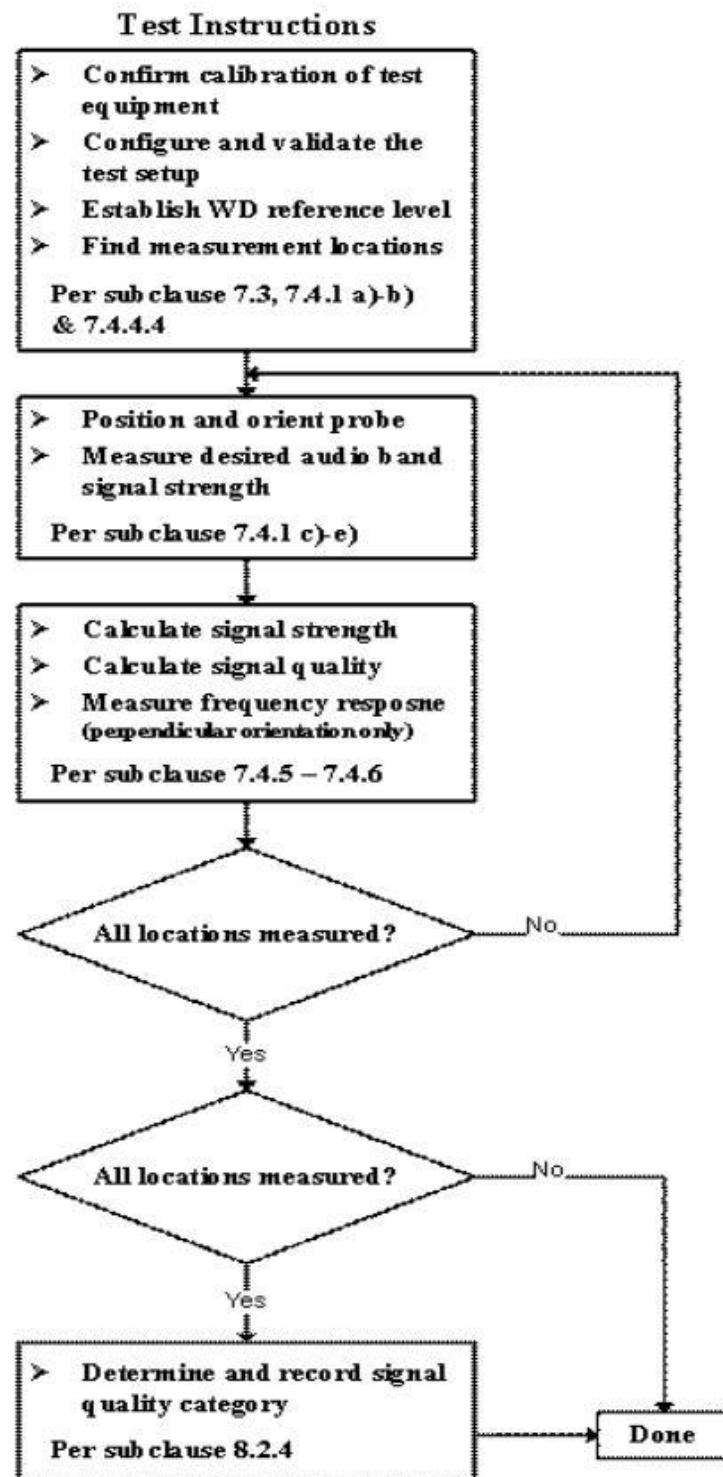 Test Instructions
➢ Confirm calibration of test
equipment
➢ Configure and validate the
test setup
➢ Establish WD reference level
➢ Find measurement locations
Per subclause 7.3, 7.4.1 a)-b)
& 7.4.4.4
➢ Position and orient probe
➢ Measure desired audio band
signal strength
Per subclause 7.4.1 c)-e)
➢ Calculate signal strength
➢ Calculate signal quality
➢ Measure frequency resposne
(perpendicular orientation only)
Per subclause 7.4.5 – 7.4.6
All locations measured?
No
Yes
All locations measured?
No
Yes
➢ Determine and record signal
quality category
Per subclause 8.2.4
Done